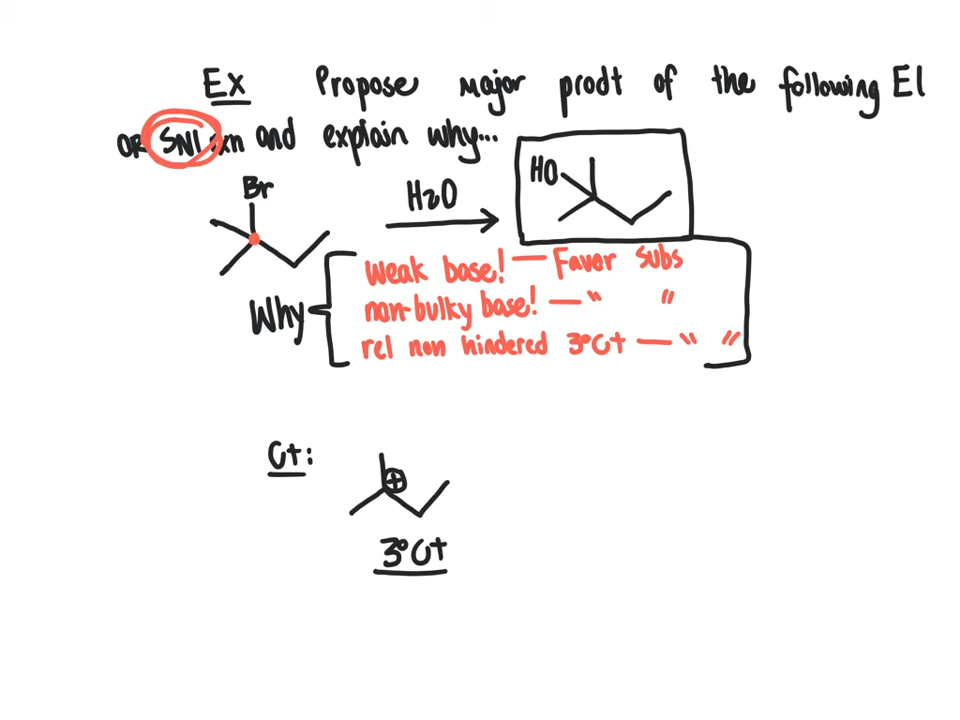 Ex Propose major prodt of the following E1
OR SN1 rxn and explain why...
Br
H2O
HO
Why
Weak base! — Favor subs
non-bulky base! — " "
rel non hindered 3°C+ — " "
C+:
+
3°C+